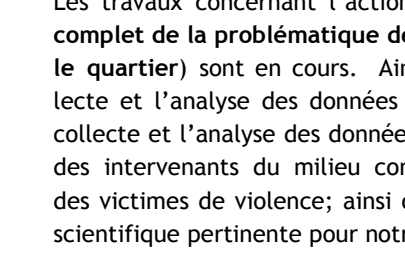 Les travaux concernant l'action
complet de la problématique de
le quartier) sont en cours. Ain
lecte et l'analyse des données
collecte et l'analyse des donnée
des intervenants du milieu con
des victimes de violence; ainsi
scientifique pertinente pour notr